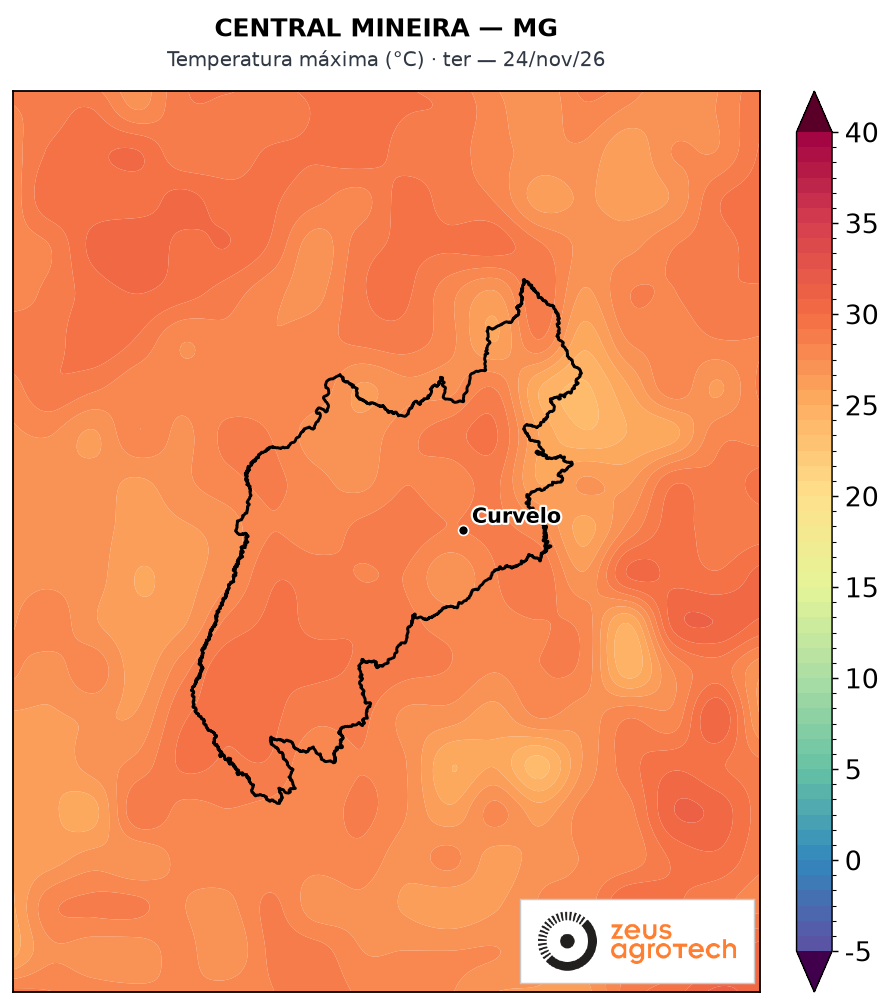 CENTRAL MINEIRA — MG
Temperatura máxima (°C) · ter — 24/nov/26
40
35
30
25
20
15
10
5
0
-5
Curvelo
zeus
agrotech